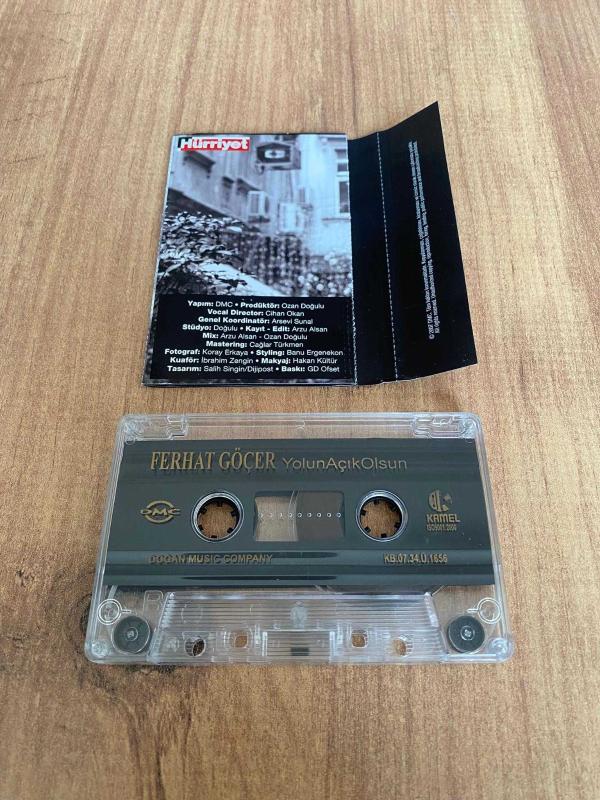 Hürriyet
Yapım: DMC • Prodüktör: Ozan Doğulu
Vocal Director: Cihan Okan
Genel Koordinatör: Arsevi Sunal
Stüdyo: Doğulu • Kayıt - Edit: Arzu Alsan
Mix: Arzu Alsan - Ozan Doğulu
Mastering: Çağlar Türkmen
Fotograf: Koray Erkaya • Styling: Banu Ergenekon
Kuaför: İbrahim Zengin • Makyaj: Hakan Kültür
Tasarım: Salih Singin/Dijipost • Baskı: GD Ofset
FERHAT GÖÇER YolunAçıkOlsun
DMC
KAMEL
ISO9001:2000
DOĞAN MUSIC COMPANY
KB.07.34.Ü.1656